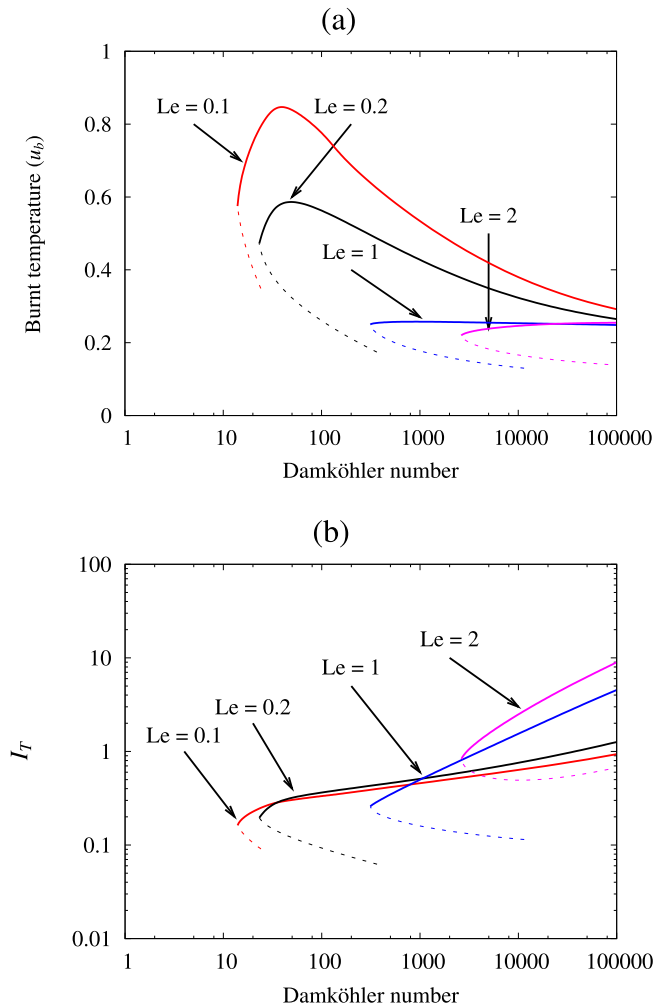 (a)
1
0.8
0.6
0.4
0.2
0
Burnt temperature (u_b)
Le = 0.1
Le = 0.2
Le = 2
Le = 1
1 10 100 1000 10000 100000
Damköhler number
(b)
100
10
1
0.1
0.01
I_T
Le = 2
Le = 1
Le = 0.2
Le = 0.1
1 10 100 1000 10000 100000
Damköhler number